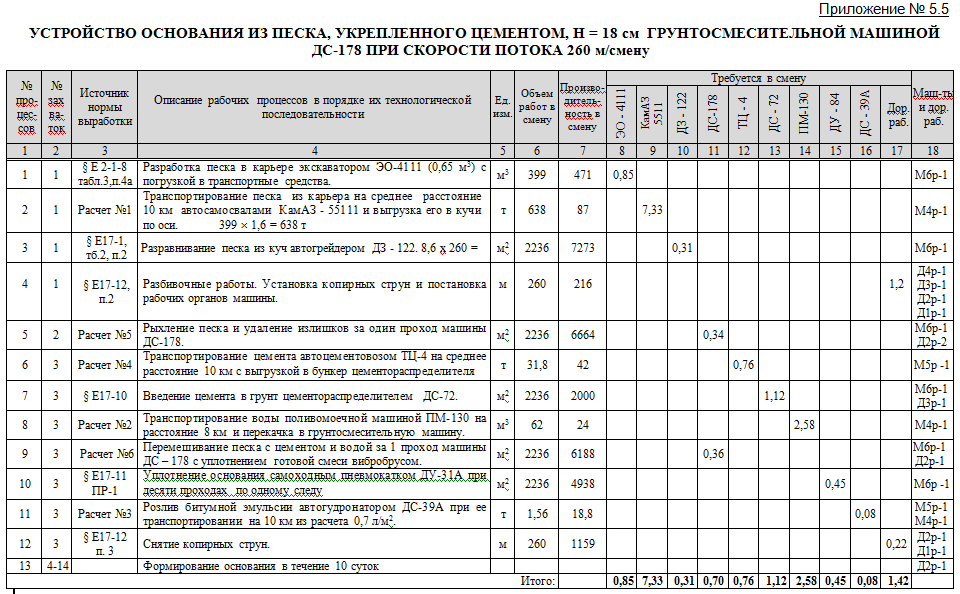 Приложение № 5.5
УСТРОЙСТВО ОСНОВАНИЯ ИЗ ПЕСКА, УКРЕПЛЕННОГО ЦЕМЕНТОМ, Н = 18 см ГРУНТОСМЕСИТЕЛЬНОЙ МАШИНОЙ
ДС-178 ПРИ СКОРОСТИ ПОТОКА 260 м/смену
№ про-цес-сов | № зах ва-ток | Источник нормы выработки | Описание рабочих процессов в порядке их технологической последовательности | Ед. изм. | Объем работ в смену | Произво-дитель-ность в смену | Требуется в смену | Маш-ты и дор. раб.
ЭО - 4111 | КамАЗ 5511 | ДЗ - 122 | ДС-178 | ТЦ - 4 | ДС - 72 | ПМ-130 | ДУ - 84 | ДС - 39А | Дор. раб.
1 | 2 | 3 | 4 | 5 | 6 | 7 | 8 | 9 | 10 | 11 | 12 | 13 | 14 | 15 | 16 | 17 | 18
1 | 1 | § Е 2-1-8 табл.3,п.4а | Разработка песка в карьере экскаватором ЭО-4111 (0,65 м³) с погрузкой в транспортные средства. | м³ | 399 | 471 | 0,85 | М6р-1
2 | 1 | Расчет №1 | Транспортирование песка из карьера на среднее расстояние 10 км автосамосвалами КамАЗ - 55111 и выгрузка его в кучи по оси. 399 × 1,6 = 638 т | т | 638 | 87 | 7,33 | М4р-1
3 | 1 | § Е17-1, тб.2, п.2 | Разравнивание песка из куч автогрейдером ДЗ - 122. 8,6 х 260 = | м² | 2236 | 7273 | 0,31 | М6р-1
4 | 1 | § Е17-12, п.2 | Разбивочные работы. Установка копирных струн и постановка рабочих органов машины. | м | 260 | 216 | 1,2 | Д4р-1 Д3р-1 Д2р-1 Д1р-1
5 | 2 | Расчет №5 | Рыхление песка и удаление излишков за один проход машины ДС-178. | м² | 2236 | 6664 | 0,34 | М6р-1 Д2р-2
6 | 3 | Расчет №4 | Транспортирование цемента автоцементовозом ТЦ-4 на среднее расстояние 10 км с выгрузкой в бункер цементораспределителя | т | 31,8 | 42 | 0,76 | М5р -1
7 | 3 | § Е17-10 | Введение цемента в грунт цементораспределителем ДС-72. | м² | 2236 | 2000 | 1,12 | М6р-1 Д3р-1
8 | 3 | Расчет №2 | Транспортирование воды поливомоечной машиной ПМ-130 на расстояние 8 км и перекачка в грунтосмесительную машину. | м³ | 62 | 24 | 2,58 | М4р-1
9 | 3 | Расчет №6 | Перемешивание песка с цементом и водой за 1 проход машины ДС – 178 с уплотнением готовой смеси вибробрусом. | м² | 2236 | 6188 | 0,36 | М6р-1 Д2р-1
10 | 3 | § Е17-11 ПР-1 | Уплотнение основания самоходным пневмокатком ДУ-31А при десяти проходах по одному следу | м² | 2236 | 4938 | 0,45 | М6р -1
11 | 3 | Расчет №3 | Розлив битумной эмульсии автогудронатором ДС-39А при ее транспортировании на 10 км из расчета 0,7 л/м². | т | 1,56 | 18,8 | 0,08 | М5р-1 М4р-1
12 | 3 | § Е17-12 п. 3 | Снятие копирных струн. | м | 260 | 1159 | 0,22 | Д2р-1 Д1р-1
13 | 4-14 | Формирование основания в течение 10 суток | Д2р-1
Итого: | 0,85 | 7,33 | 0,31 | 0,70 | 0,76 | 1,12 | 2,58 | 0,45 | 0,08 | 1,42